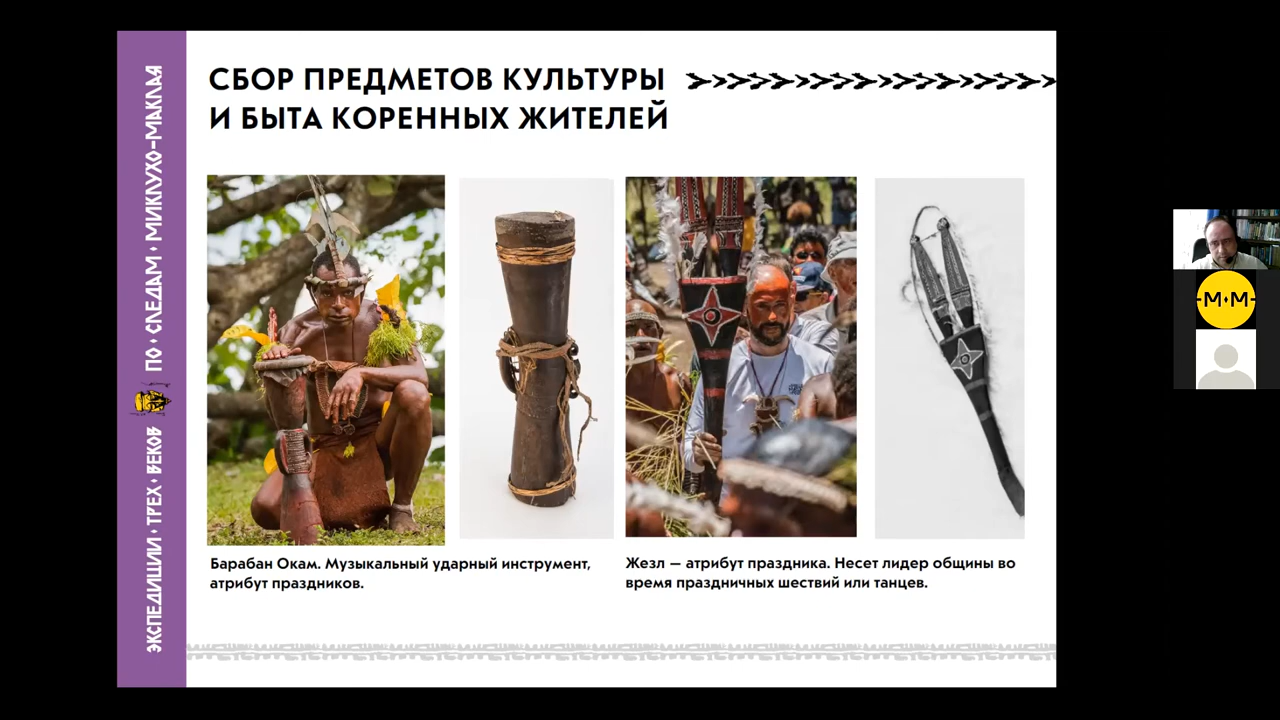 СБОР ПРЕДМЕТОВ КУЛЬТУРЫ
И БЫТА КОРЕННЫХ ЖИТЕЛЕЙ
ЭКСПЕДИЦИИ • ТРЕХ • ВЕКОВ ПО • СЛЕДАМ • МИКЛУХО-МАКЛАЯ
Барабан Окам. Музыкальный ударный инструмент,
атрибут праздников.
Жезл — атрибут праздника. Несет лидер общины во
время праздничных шествий или танцев.
-М•М-